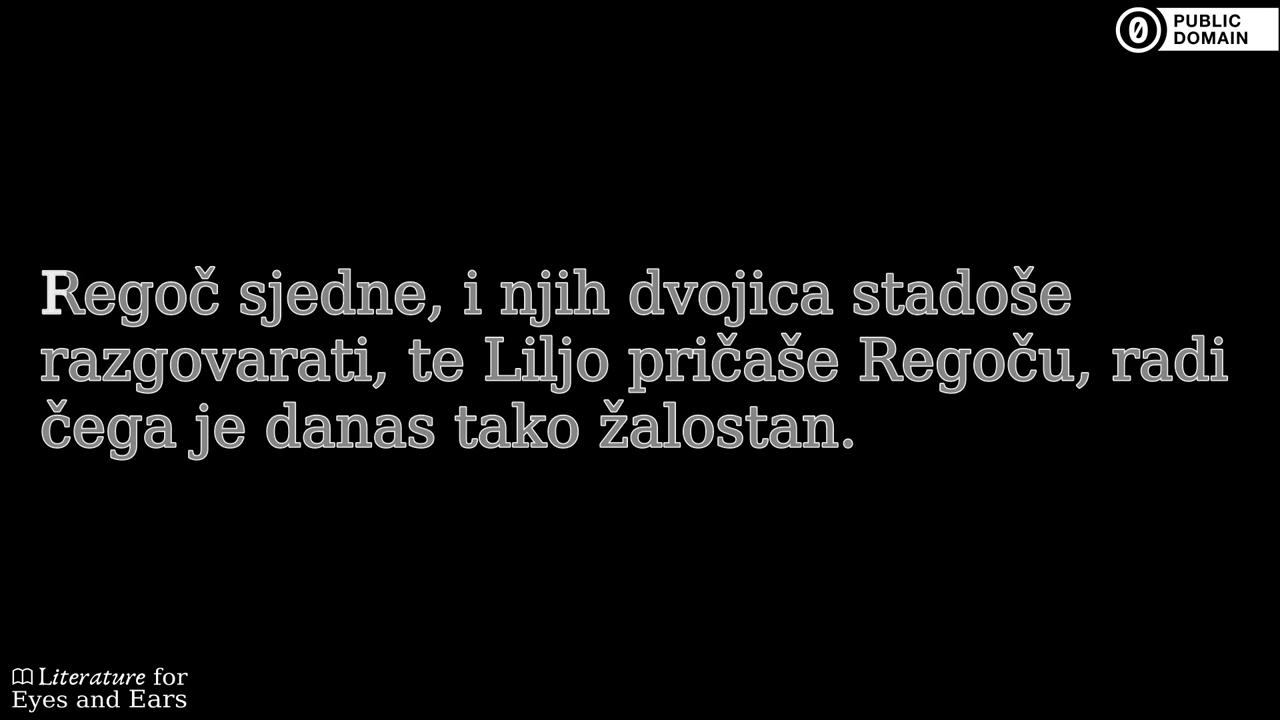 PUBLIC
DOMAIN
Regoč sjedne, i njih dvojica stadoše
razgovarati, te Liljo pričaše Regoču, radi
čega je danas tako žalostan.
Literature for
Eyes and Ears